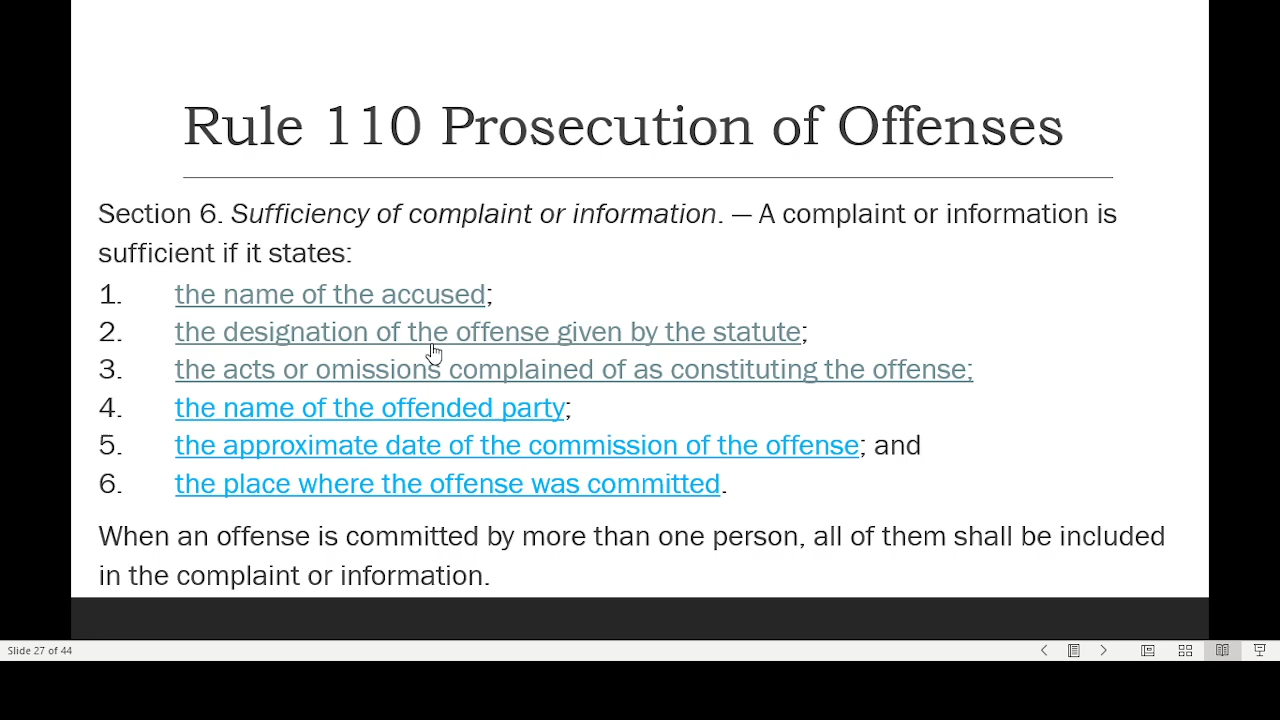 Rule 110 Prosecution of Offenses
Section 6. Sufficiency of complaint or information. — A complaint or information is
sufficient if it states:
1. the name of the accused;
2. the designation of the offense given by the statute;
3. the acts or omissions complained of as constituting the offense;
4. the name of the offended party;
5. the approximate date of the commission of the offense; and
6. the place where the offense was committed.
When an offense is committed by more than one person, all of them shall be included
in the complaint or information.
Slide 27 of 44